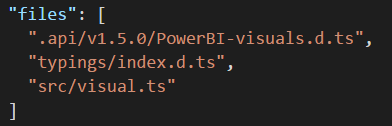 "files": [
".api/v1.5.0/PowerBI-visuals.d.ts",
"typings/index.d.ts",
"src/visual.ts"
]